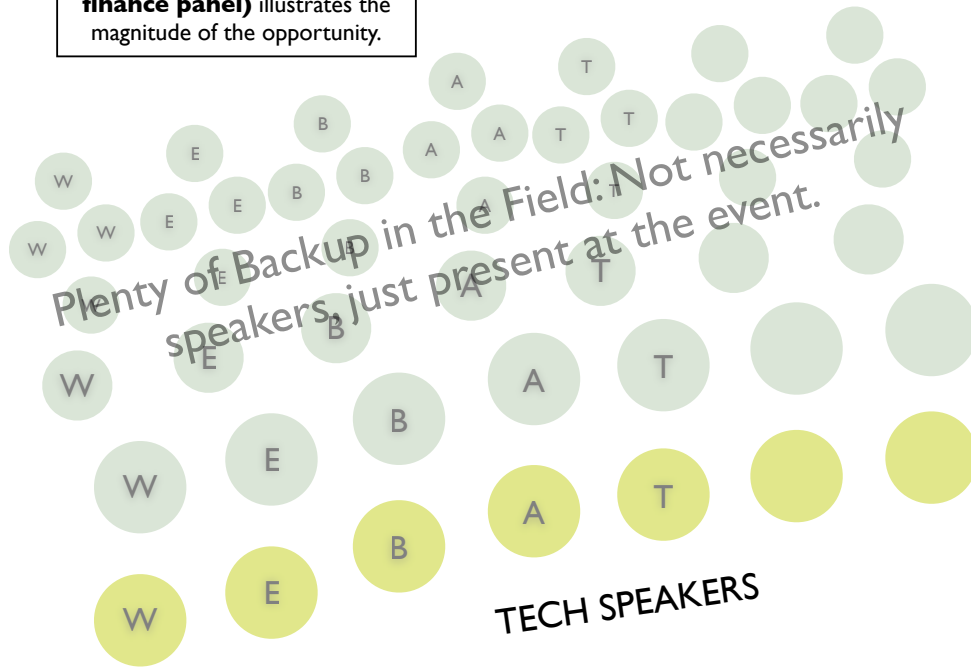 finance panel) illustrates the
magnitude of the opportunity.
W E B A T
W W E E B B A A T T
W E B A T
Plenty of Backup in the Field: Not necessarily
speakers, just present at the event.
W E B A T
W E B A T
W E B A T
TECH SPEAKERS